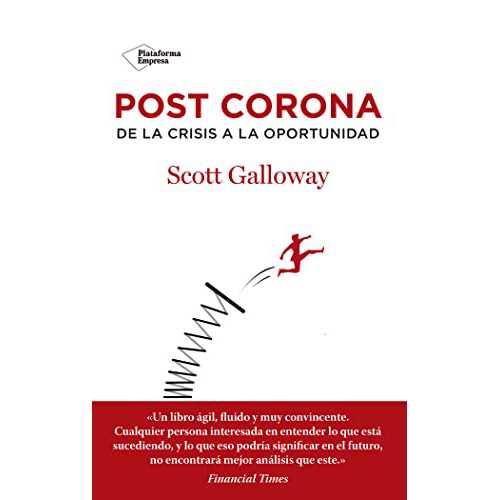 Plataforma
Empresa
POST CORONA
DE LA CRISIS A LA OPORTUNIDAD
Scott Galloway
«Un libro ágil, fluido y muy convincente.
Cualquier persona interesada en entender lo que está
sucediendo, y lo que eso podría significar en el futuro,
no encontrará mejor análisis que este.»
Financial Times